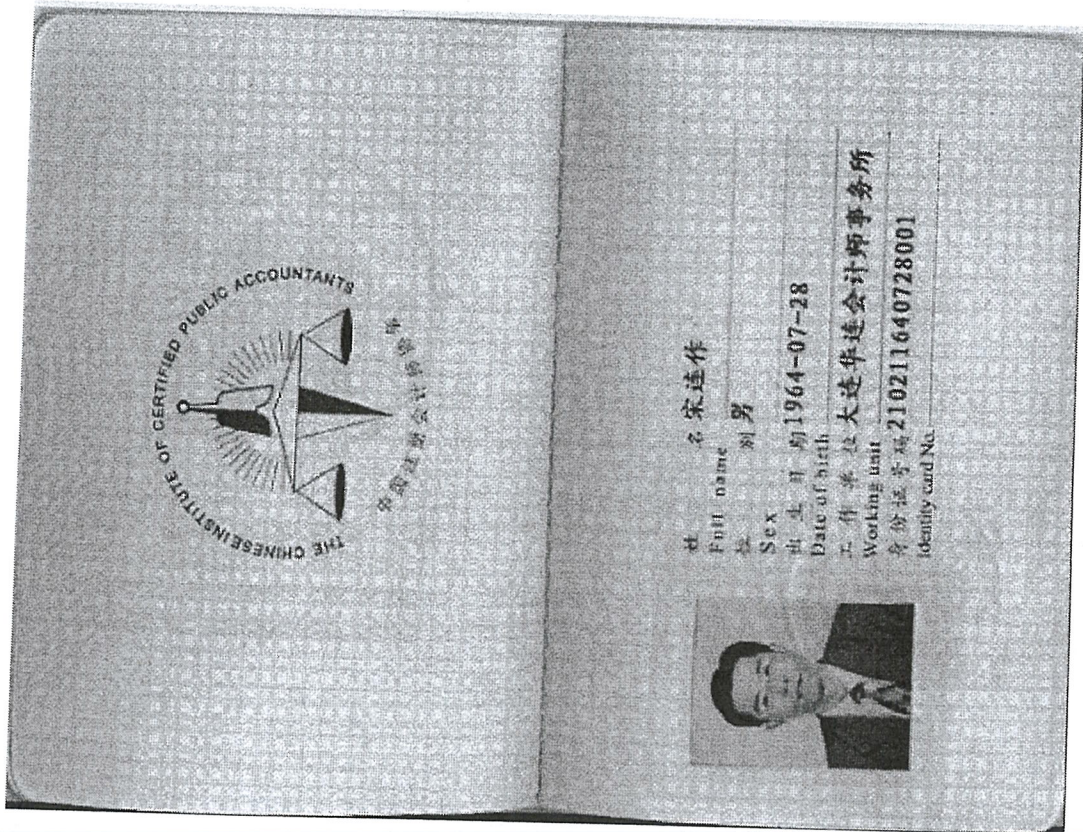 THE CHINESE INSTITUTE OF CERTIFIED PUBLIC ACCOUNTANTS
中国注册会计师协会
姓 名 宋连作
Full name
性 别 男
Sex
出 生 日 期 1964-07-28
Date of birth
工 作 单 位 大连华连会计师事务所
Working unit
身 份 证 号 码 210211640728001
Identity card No.